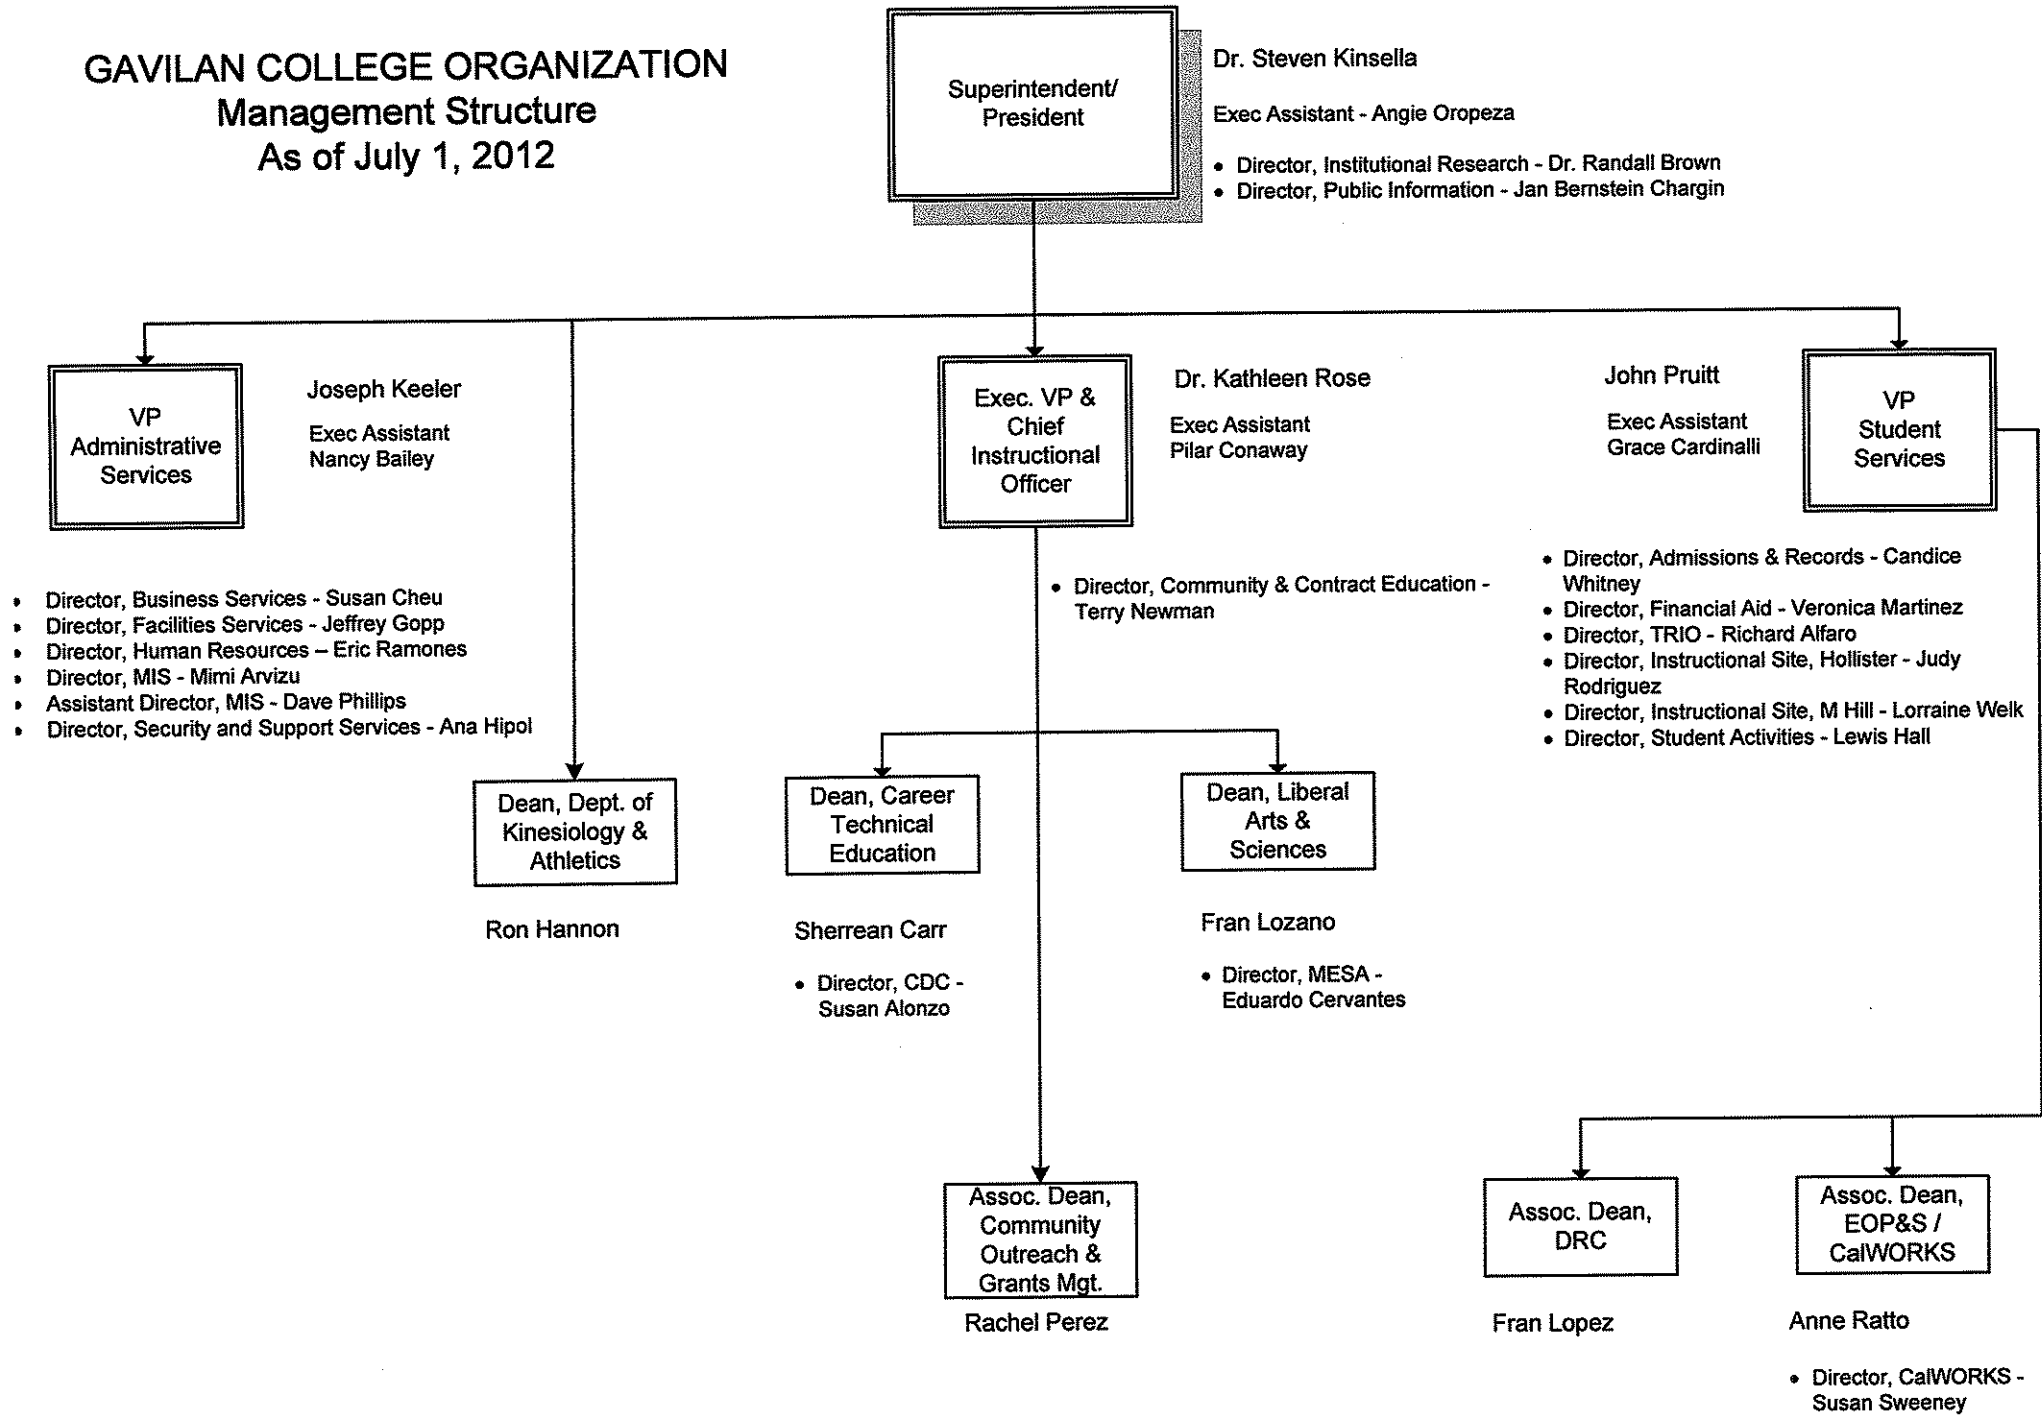 GAVILAN COLLEGE ORGANIZATION
Management Structure
As of July 1, 2012
Superintendent/
President
Dr. Steven Kinsella
Exec Assistant - Angie Oropeza
• Director, Institutional Research - Dr. Randall Brown
• Director, Public Information - Jan Bernstein Chargin
VP
Administrative
Services
Joseph Keeler
Exec Assistant
Nancy Bailey
• Director, Business Services - Susan Cheu
• Director, Facilities Services - Jeffrey Gopp
• Director, Human Resources – Eric Ramones
• Director, MIS - Mimi Arvizu
• Assistant Director, MIS - Dave Phillips
• Director, Security and Support Services - Ana Hipol
Exec. VP &
Chief
Instructional
Officer
Dr. Kathleen Rose
Exec Assistant
Pilar Conaway
• Director, Community & Contract Education -
Terry Newman
John Pruitt
Exec Assistant
Grace Cardinalli
VP
Student
Services
• Director, Admissions & Records - Candice
Whitney
• Director, Financial Aid - Veronica Martinez
• Director, TRIO - Richard Alfaro
• Director, Instructional Site, Hollister - Judy
Rodriguez
• Director, Instructional Site, M Hill - Lorraine Welk
• Director, Student Activities - Lewis Hall
Dean, Dept. of
Kinesiology &
Athletics
Ron Hannon
Dean, Career
Technical
Education
Sherrean Carr
• Director, CDC -
Susan Alonzo
Dean, Liberal
Arts &
Sciences
Fran Lozano
• Director, MESA -
Eduardo Cervantes
Assoc. Dean,
Community
Outreach &
Grants Mgt.
Rachel Perez
Assoc. Dean,
DRC
Fran Lopez
Assoc. Dean,
EOP&S /
CalWORKS
Anne Ratto
• Director, CalWORKS -
Susan Sweeney